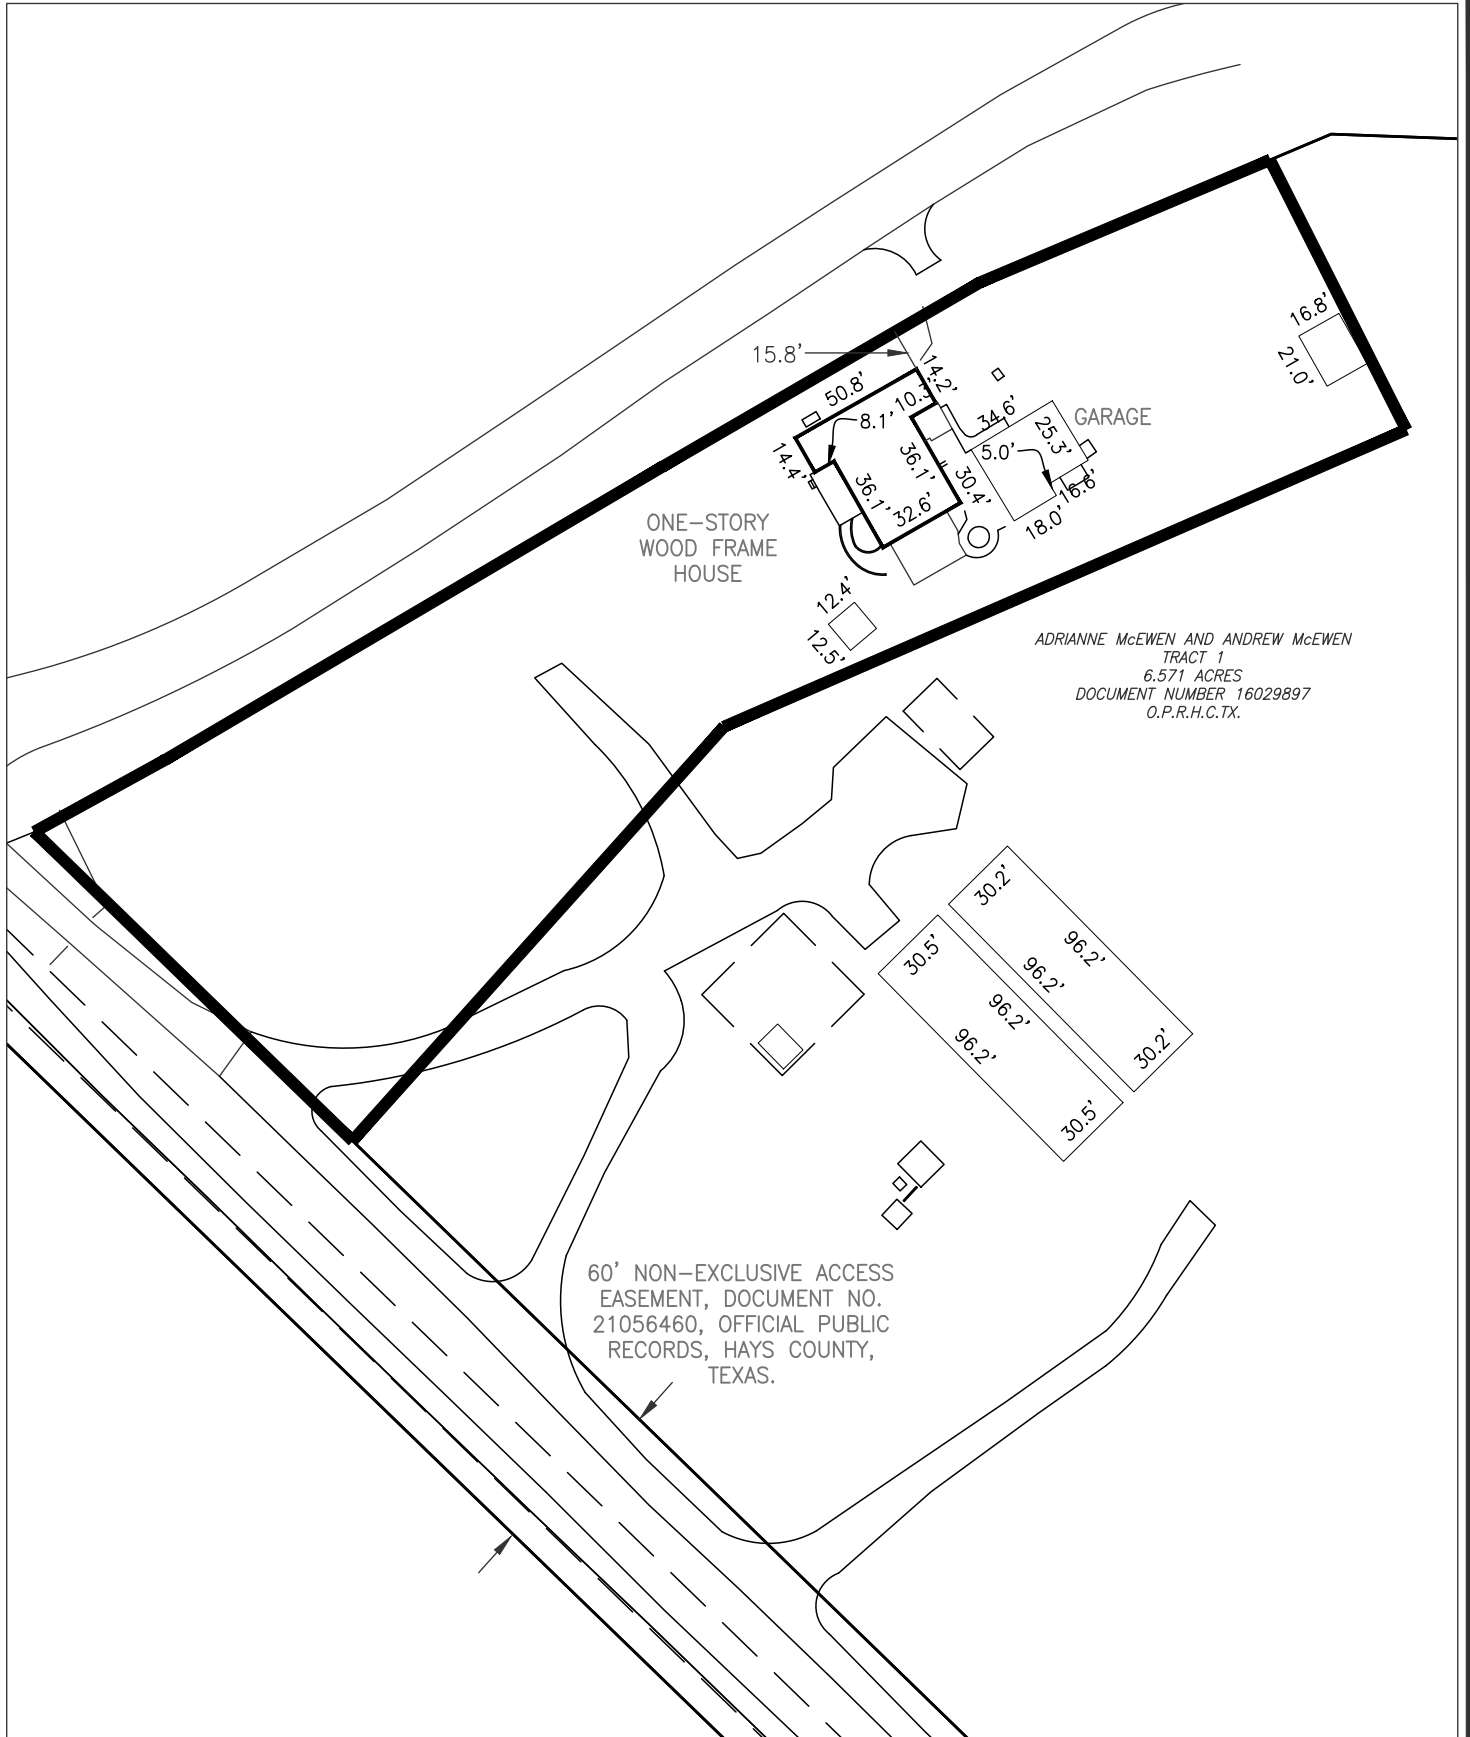 16.8'
21.0'
15.8'
14.2'
50.8'
10.3'
8.1'
34.6'
GARAGE
25.3'
5.0'
14.4'
36.1'
36.1'
30.4'
16.6'
32.6'
18.0'
ONE-STORY
WOOD FRAME
HOUSE
12.4'
12.5'
ADRIANNE McEWEN AND ANDREW McEWEN
TRACT 1
6.571 ACRES
DOCUMENT NUMBER 16029897
O.P.R.H.C.TX.
30.2'
96.2'
96.2'
30.5'
96.2'
96.2'
30.2'
30.5'
60' NON-EXCLUSIVE ACCESS
EASEMENT, DOCUMENT NO.
21056460, OFFICIAL PUBLIC
RECORDS, HAYS COUNTY,
TEXAS.